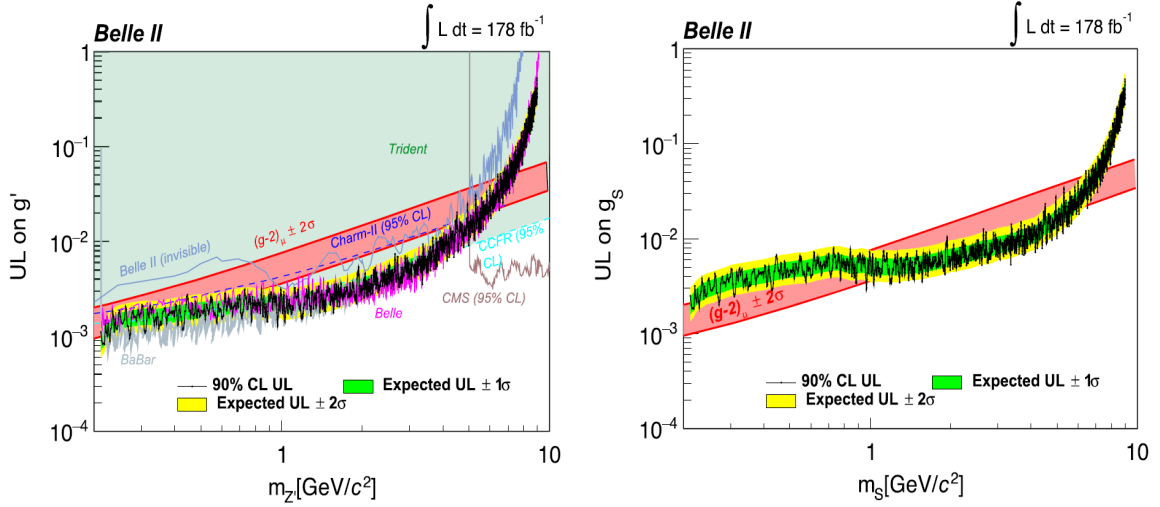 Belle II
∫ L dt = 178 fb⁻¹
UL on g'
1
10⁻¹
10⁻²
10⁻³
10⁻⁴
Trident
(g-2)μ ± 2σ
Charm-II (95% CL)
Belle II (invisible)
CCFR (95%
CL)
CMS (95% CL)
Belle
BaBar
90% CL UL
Expected UL ± 1σ
Expected UL ± 2σ
1
10
m_Z'[GeV/c²]
Belle II
∫ L dt = 178 fb⁻¹
UL on g_S
1
10⁻¹
10⁻²
10⁻³
10⁻⁴
(g-2)μ ± 2σ
90% CL UL
Expected UL ± 1σ
Expected UL ± 2σ
1
10
m_S[GeV/c²]